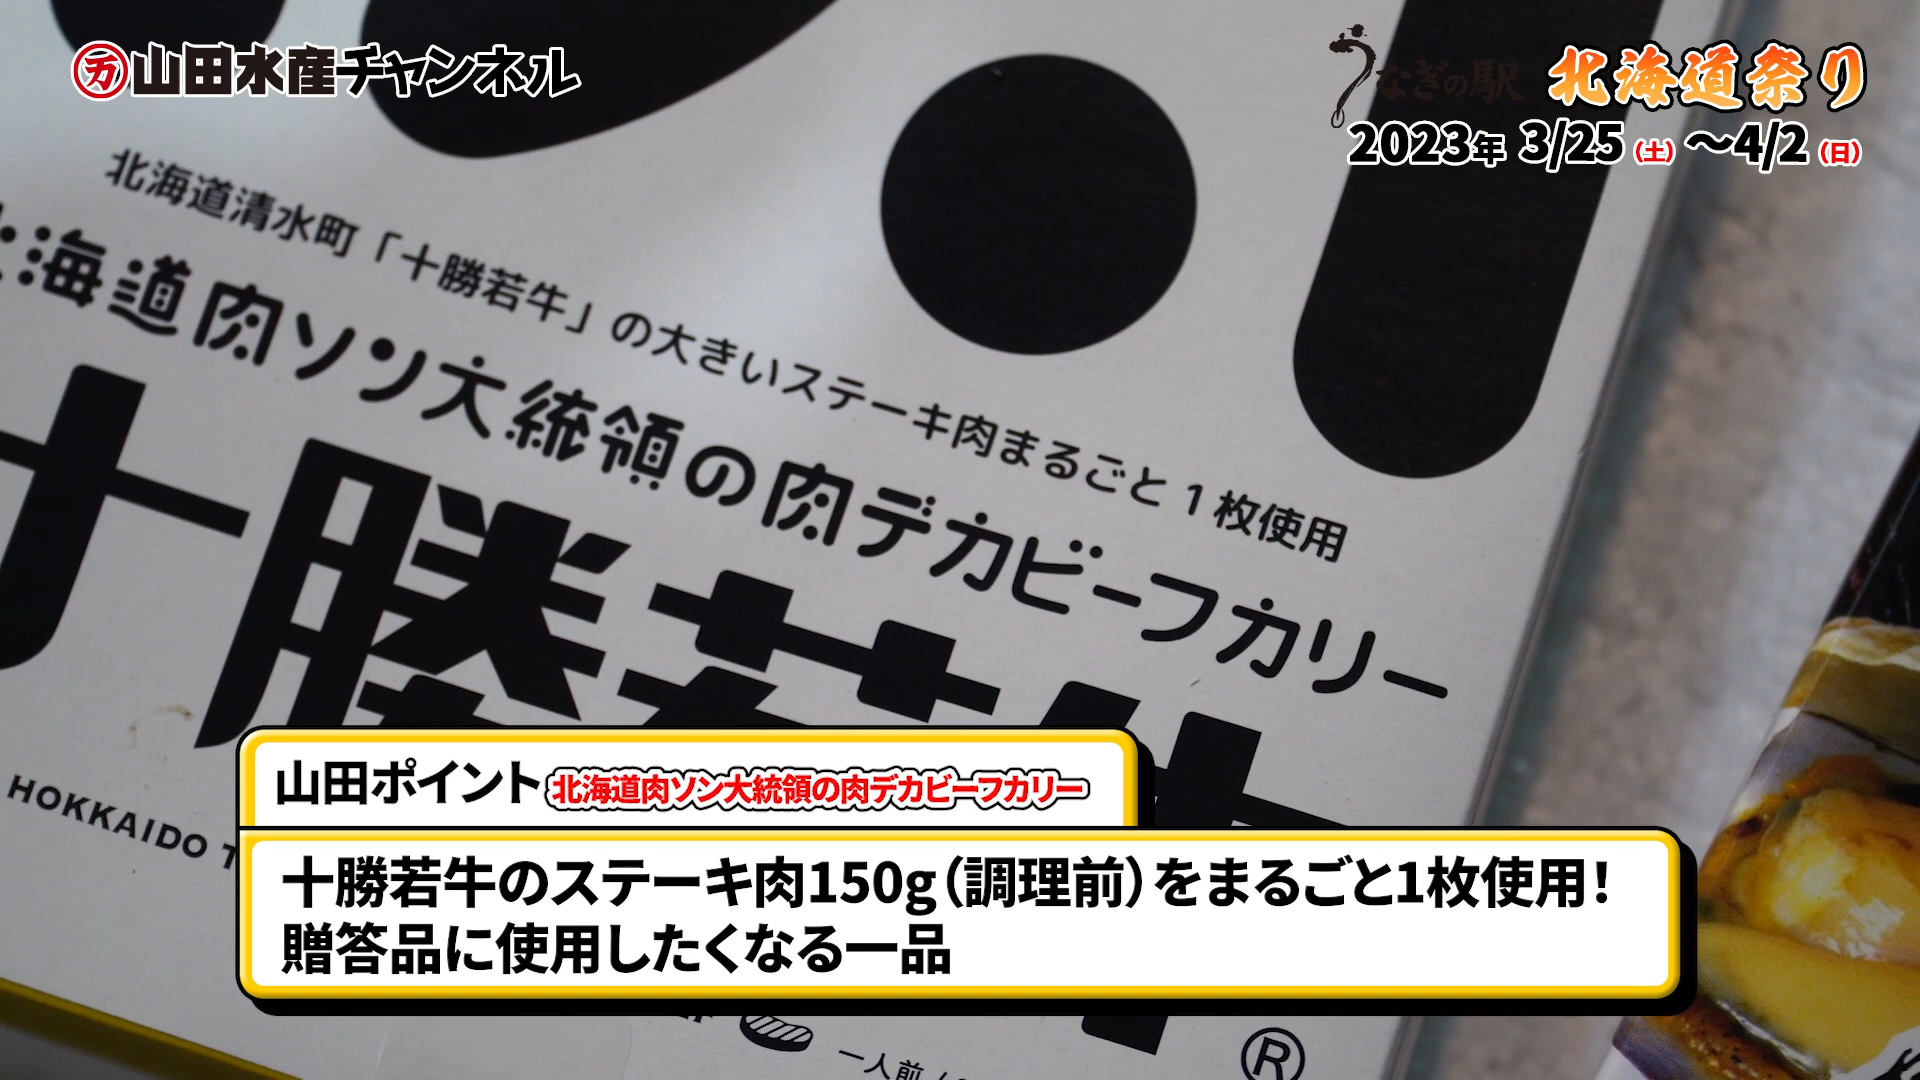 山田水産チャンネル
うなぎの駅 北海道祭り
2023年 3/25(土)〜4/2(日)
北海道清水町「十勝若牛」の大きいステーキ肉まるごと1枚使用
北海道肉ソン大統領の肉デカビーフカリー
十勝若牛
HOKKAIDO T
山田ポイント 北海道肉ソン大統領の肉デカビーフカリー
十勝若牛のステーキ肉150g(調理前)をまるごと1枚使用!
贈答品に使用したくなる一品
一人前
®